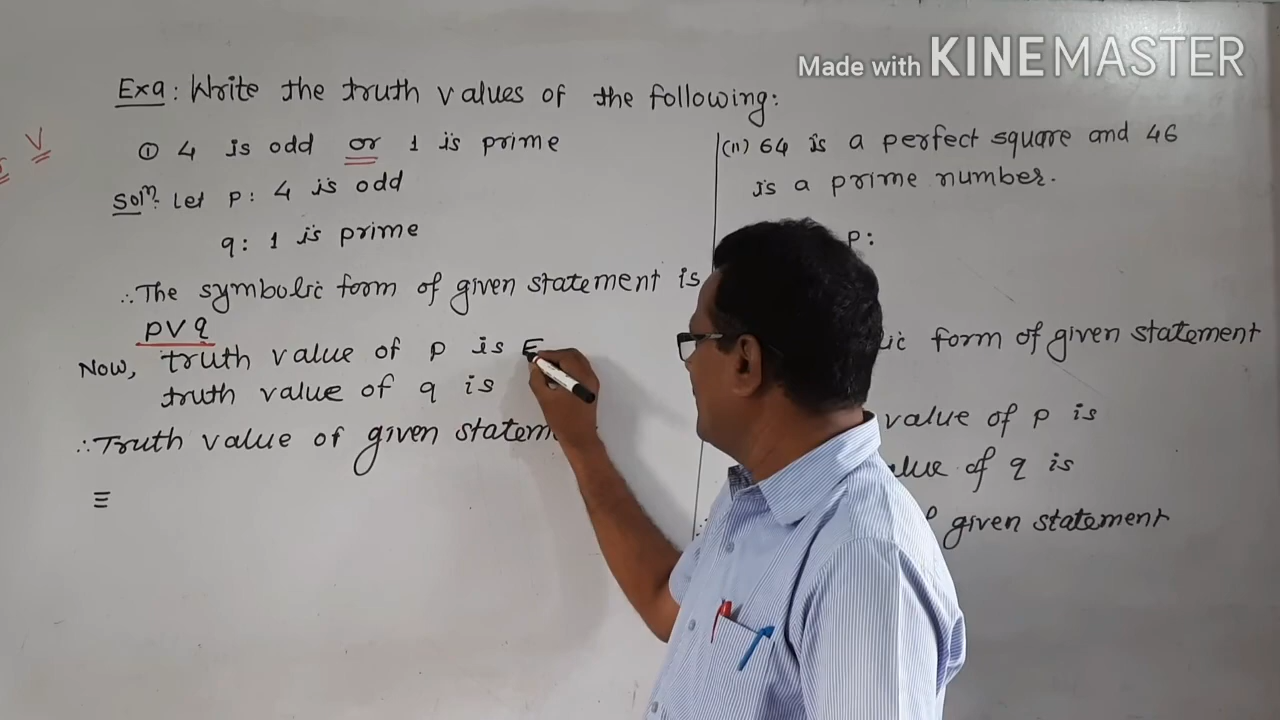 Made with KINEMASTER
Exa: Write the truth values of the following:
V
① 4 is odd or 1 is prime
Solⁿ: Let p: 4 is odd
q: 1 is prime
∴ The symbolic form of given statement is
p∨q
Now, truth value of p is F
truth value of q is
∴ Truth value of given
≡
(ii) 64 is a perfect square and 46
is a prime number.
p:
form of given statement
value of p is
of q is
given statement